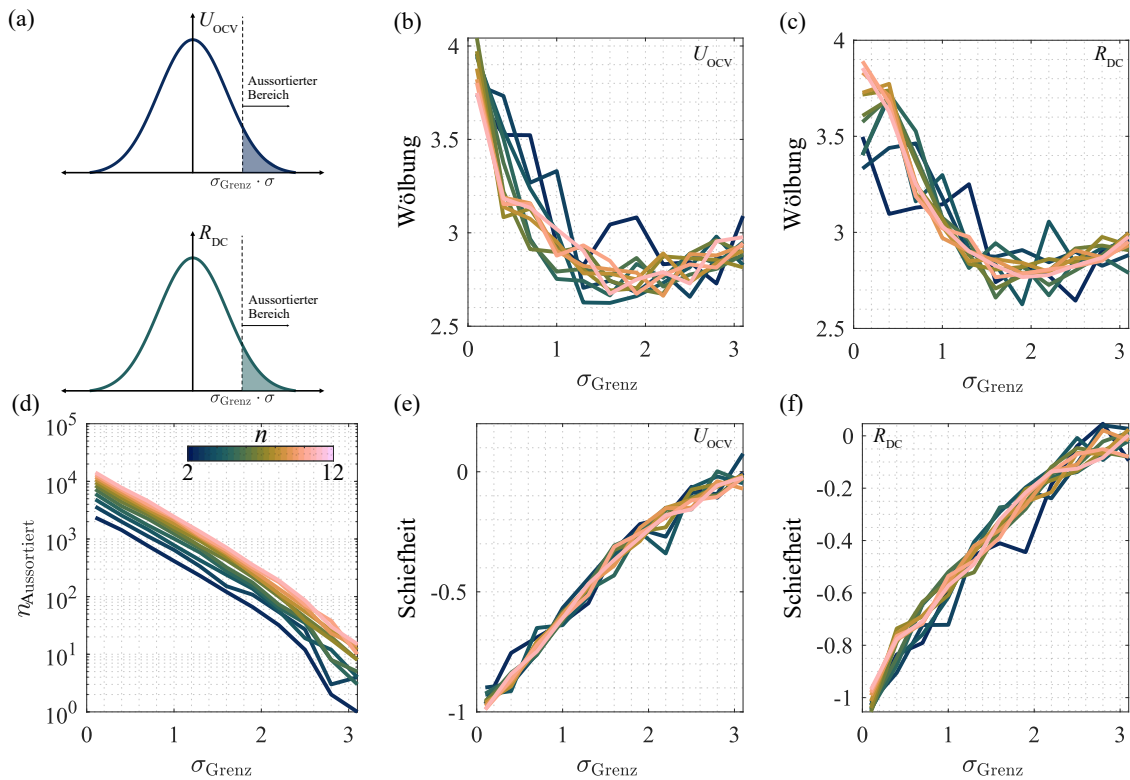 (a)
U_OCV
Aussortierter
Bereich
σ_Grenz · σ
R_DC
Aussortierter
Bereich
σ_Grenz · σ
(b)
U_OCV
4
3.5
3
2.5
Wölbung
0 1 2 3
σ_Grenz
(c)
R_DC
4
3.5
3
2.5
Wölbung
0 1 2 3
σ_Grenz
(d)
n
2 12
10^5
10^4
10^3
10^2
10^1
10^0
n_Aussortiert
0 1 2 3
σ_Grenz
(e)
U_OCV
0
-0.5
-1
Schiefheit
0 1 2 3
σ_Grenz
(f)
R_DC
0
-0.2
-0.4
-0.6
-0.8
-1
Schiefheit
0 1 2 3
σ_Grenz